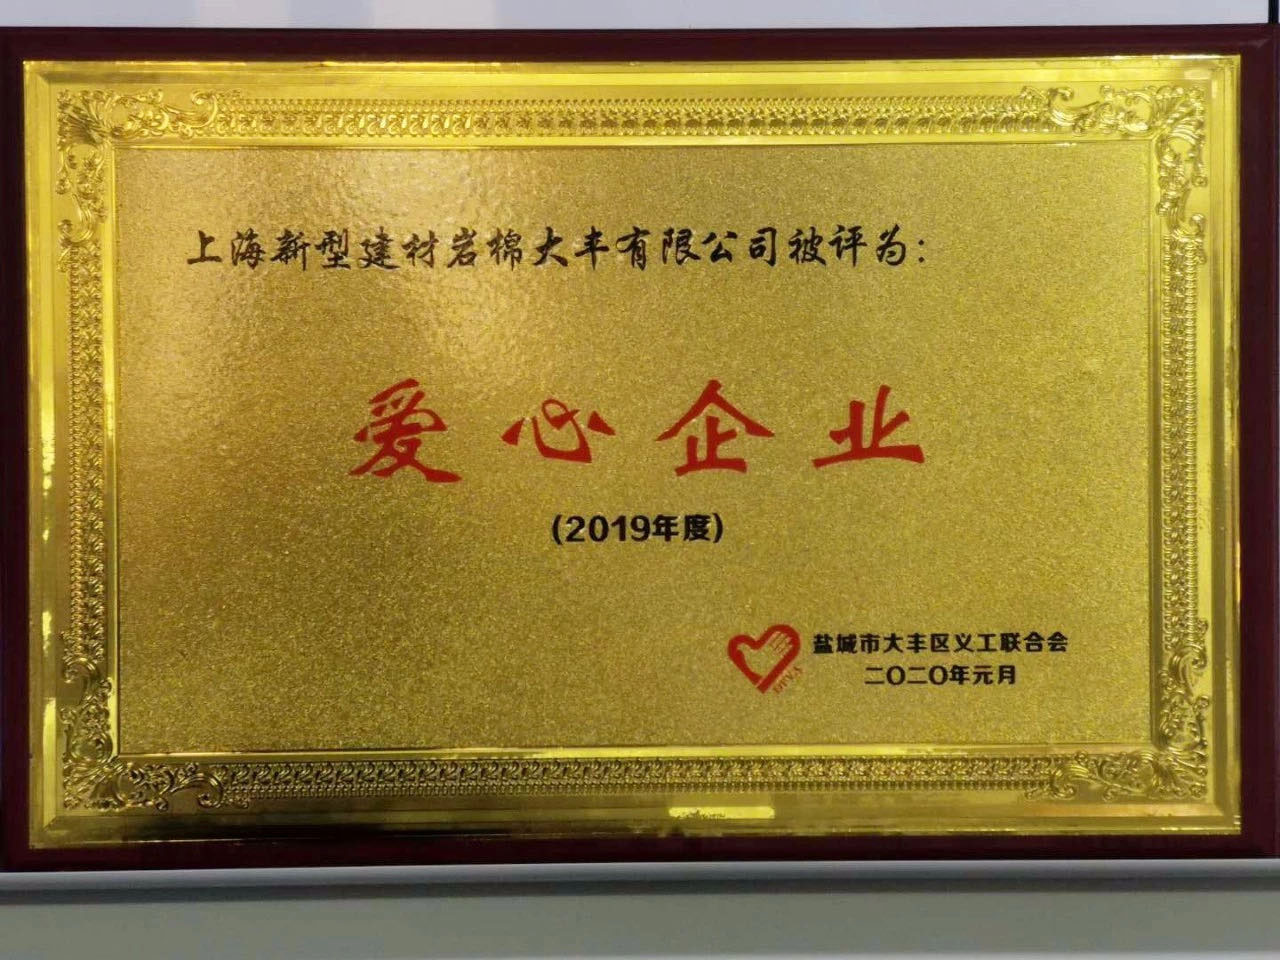 上海新型建材岩棉大丰有限公司被评为：
爱心企业
(2019年度)
盐城市大丰区义工联合会
二〇二〇年元月